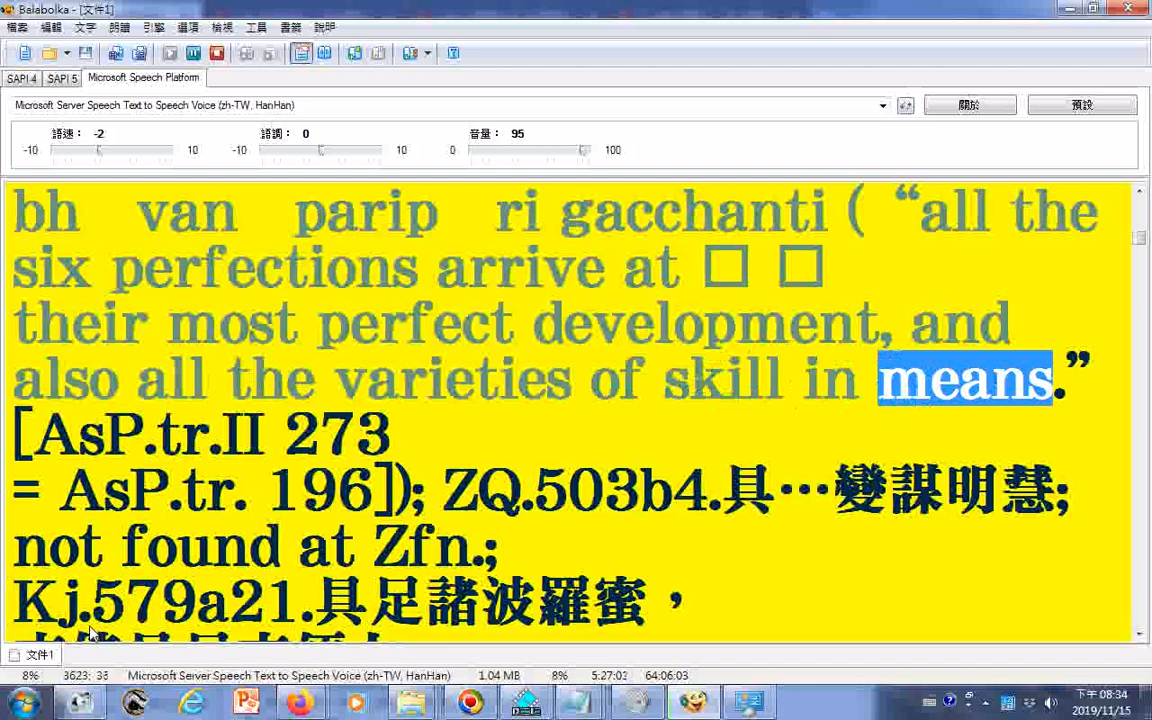 Balabolka - [文件1]
檔案 編輯 文字 朗讀 引擎 選項 檢視 工具 書籤 說明
SAPI 4 SAPI 5 Microsoft Speech Platform
Microsoft Server Speech Text to Speech Voice (zh-TW, HanHan) 關於 預設
語速： -2 語調： 0 音量： 95
-10 10 -10 10 0 100
bh van parip ri gacchanti ( “all the
six perfections arrive at □ □
their most perfect development, and
also all the varieties of skill in means.”
[AsP.tr.II 273
= AsP.tr. 196]); ZQ.503b4.具…變謀明慧;
not found at Zfn.;
Kj.579a21.具足諸波羅蜜，
文件1
8% 3623: 33 Microsoft Server Speech Text to Speech Voice (zh-TW, HanHan) 1.04 MB 8% 5:27:03 64:06:03
下午 08:34
2019/11/15